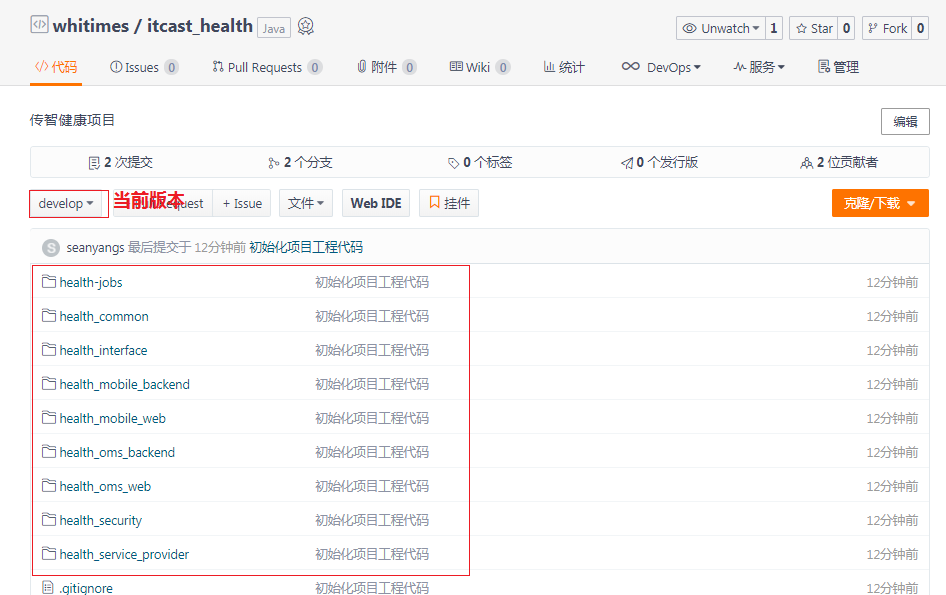 whitimes / itcast_health Java Unwatch 1 Star 0 Fork 0
代码 Issues 0 Pull Requests 0 附件 0 Wiki 0 统计 DevOps 服务 管理
传智健康项目 编辑
2 次提交 2 个分支 0 个标签 0 个发行版 2 位贡献者
develop 当前版本 + Issue 文件 Web IDE 挂件 克隆/下载
S seanyangs 最后提交于 12分钟前 初始化项目工程代码
health-jobs 初始化项目工程代码 12分钟前
health_common 初始化项目工程代码 12分钟前
health_interface 初始化项目工程代码 12分钟前
health_mobile_backend 初始化项目工程代码 12分钟前
health_mobile_web 初始化项目工程代码 12分钟前
health_oms_backend 初始化项目工程代码 12分钟前
health_oms_web 初始化项目工程代码 12分钟前
health_security 初始化项目工程代码 12分钟前
health_service_provider 初始化项目工程代码 12分钟前
.gitignore 初始化项目工程代码 12分钟前